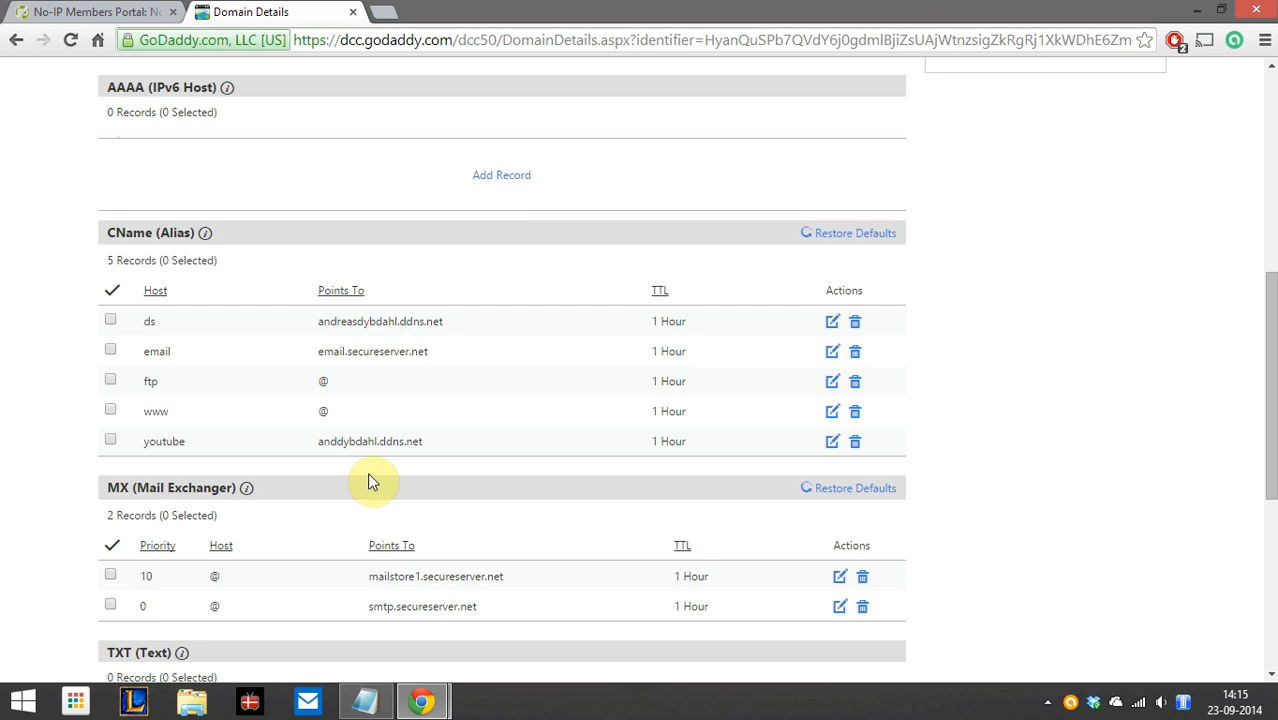 No-IP Members Portal: No
Domain Details
GoDaddy.com, LLC [US]
https://dcc.godaddy.com/dcc50/DomainDetails.aspx?identifier=HyanQuSPb7QVdY6j0gdmlBjiZsUAjWtnzsigZkRgRj1XkWDhE6Zm
2
AAAA (IPv6 Host)
0 Records (0 Selected)
Add Record
CName (Alias)
Restore Defaults
5 Records (0 Selected)
Host Points To TTL Actions
ds andreasdybdahl.ddns.net 1 Hour
email email.secureserver.net 1 Hour
ftp @ 1 Hour
www @ 1 Hour
youtube anddybdahl.ddns.net 1 Hour
MX (Mail Exchanger)
Restore Defaults
2 Records (0 Selected)
Priority Host Points To TTL Actions
10 @ mailstore1.secureserver.net 1 Hour
0 @ smtp.secureserver.net 1 Hour
TXT (Text)
0 Records (0 Selected)
14:15
23-09-2014